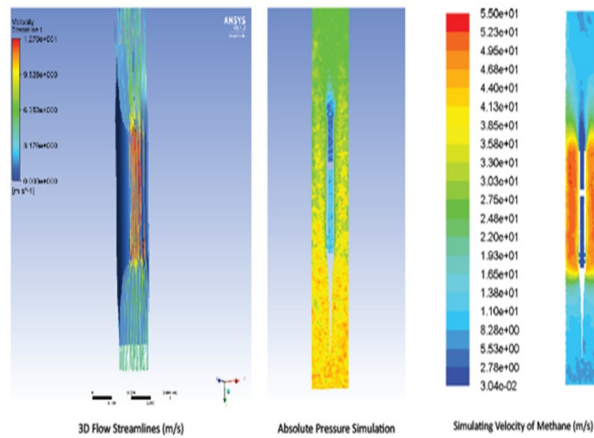 Velocity
Streamline 1
1.270e+001
9.528e+000
6.352e+000
3.176e+000
0.000e+000
[m s^-1]
ANSYS
5.50e+01
5.23e+01
4.95e+01
4.68e+01
4.40e+01
4.13e+01
3.85e+01
3.58e+01
3.30e+01
3.03e+01
2.75e+01
2.48e+01
2.20e+01
1.93e+01
1.65e+01
1.38e+01
1.10e+01
8.28e+00
5.53e+00
2.78e+00
3.04e-02
3D Flow Streamlines (m/s)
Absolute Pressure Simulation
Simulating Velocity of Methane (m/s)